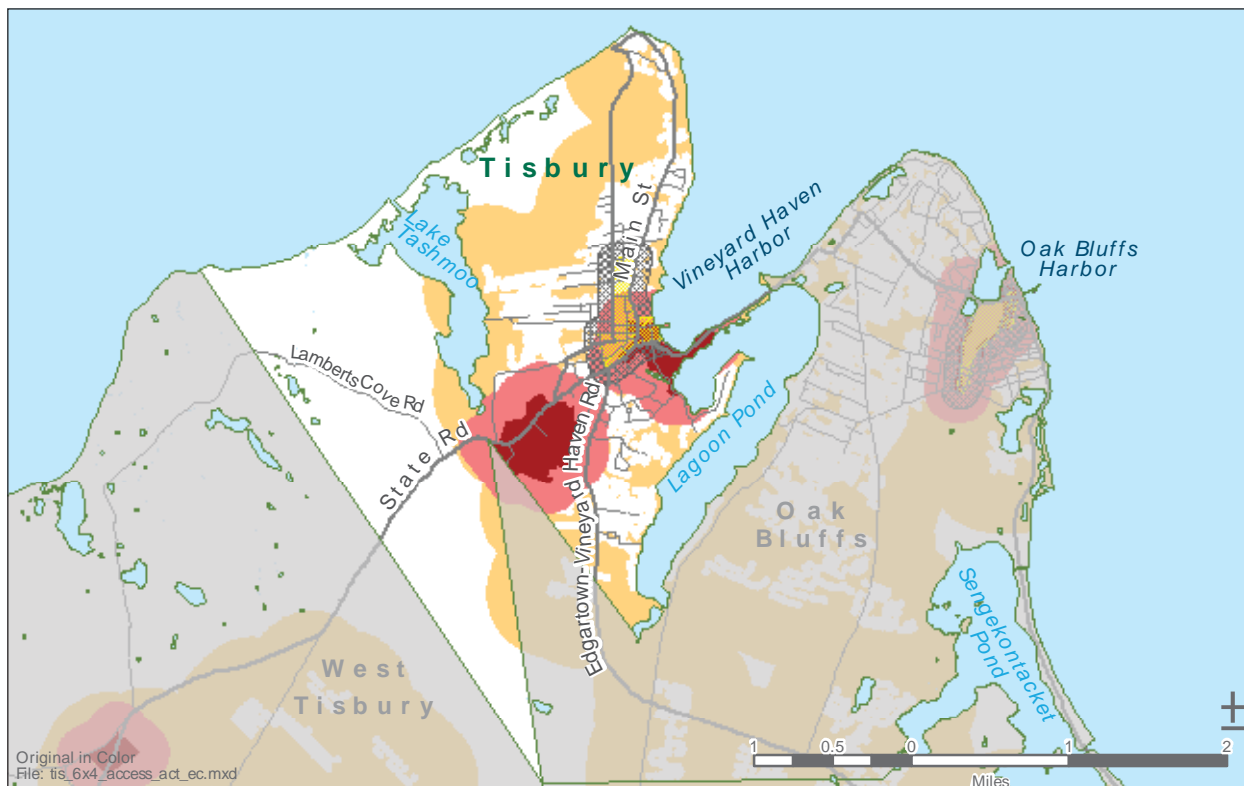 Tisbury
Main St
Lake
Tashmoo
Vineyard Haven
Harbor
Oak Bluffs
Harbor
Lamberts Cove Rd
State Rd
Edgartown-Vineyard Haven Rd
Lagoon Pond
Oak
Bluffs
Sengekontacket
Pond
West
Tisbury
Original in Color
File: tis_6x4_access_act_ec.mxd
1 0.5 0 1 2
Miles